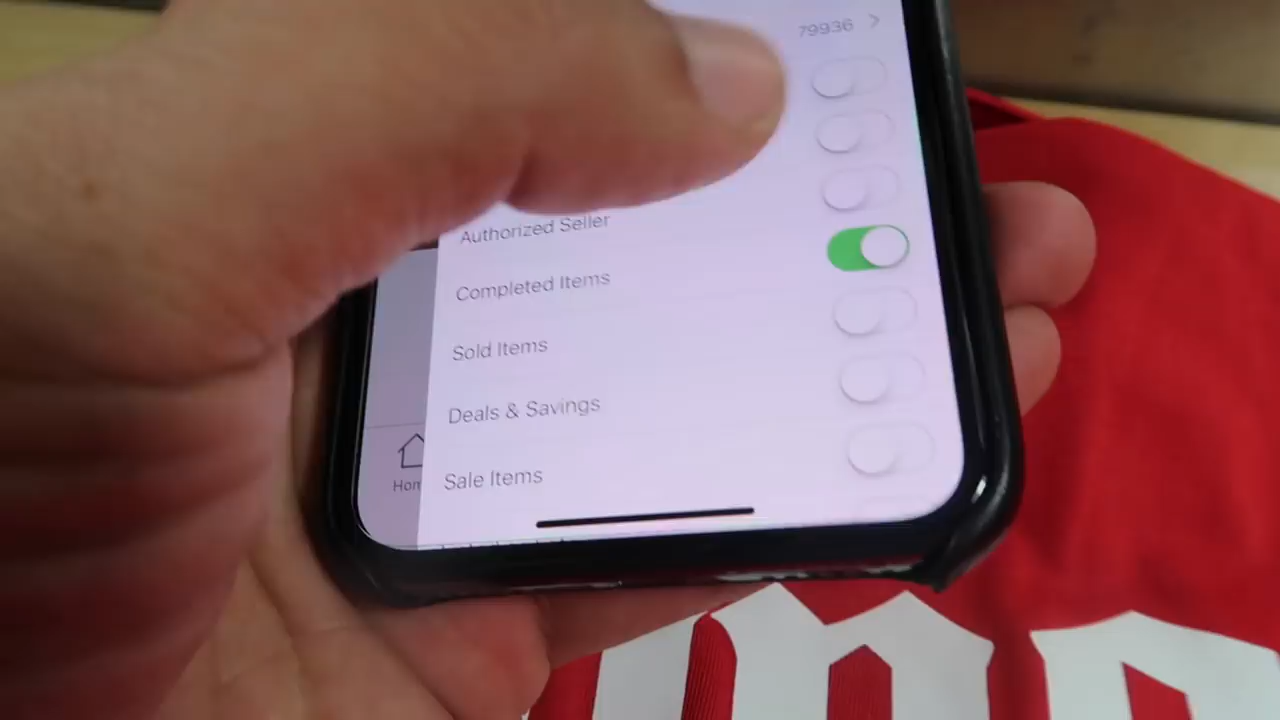 79936
Authorized Seller
Completed Items
Sold Items
Deals & Savings
Sale Items